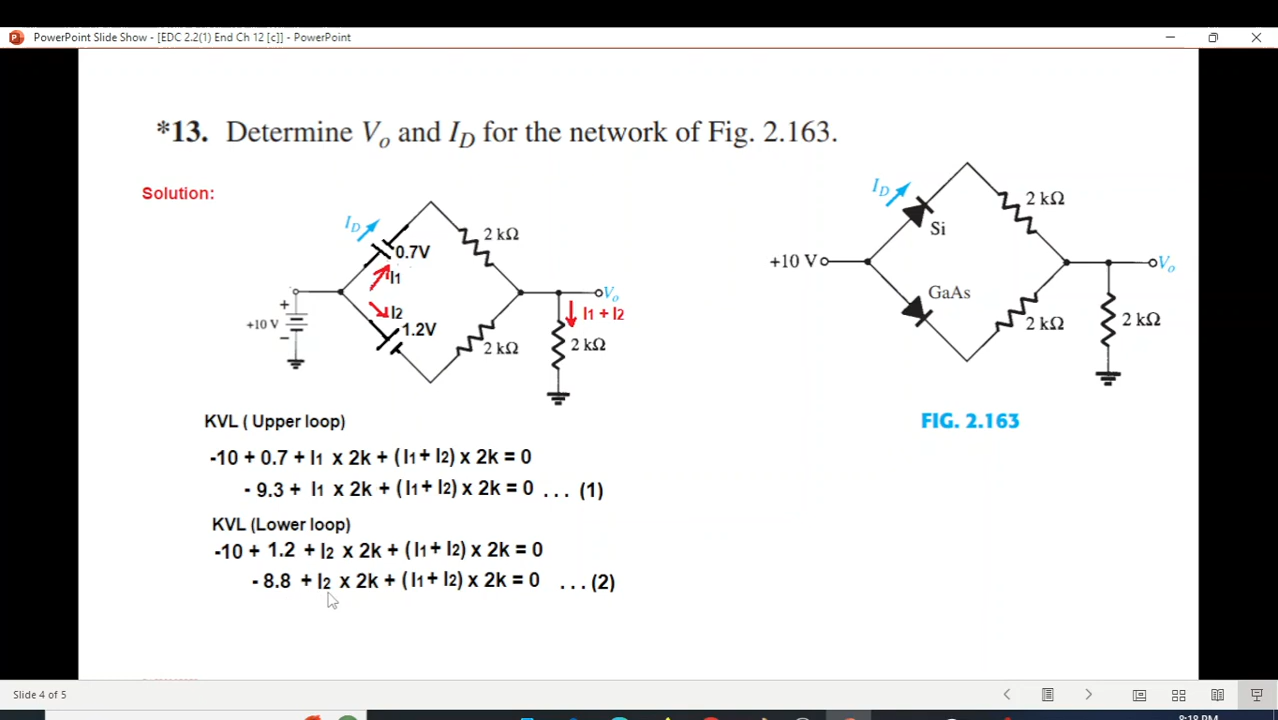 PowerPoint Slide Show - [EDC 2.2(1) End Ch 12 [c]] - PowerPoint
*13. Determine Vo and ID for the network of Fig. 2.163.
Solution:
ID
0.7V
I1
I2
1.2V
+
+10 V
−
2 kΩ
2 kΩ
Vo
I1 + I2
2 kΩ
ID
Si
2 kΩ
+10 V
Vo
GaAs
2 kΩ
2 kΩ
FIG. 2.163
KVL ( Upper loop)
-10 + 0.7 + I1 x 2k + ( I1 + I2) x 2k = 0
- 9.3 + I1 x 2k + ( I1 + I2) x 2k = 0 . . . (1)
KVL (Lower loop)
-10 + 1.2 + I2 x 2k + ( I1 + I2) x 2k = 0
- 8.8 + I2 x 2k + ( I1 + I2) x 2k = 0 . . . (2)
Slide 4 of 5
8:18 PM